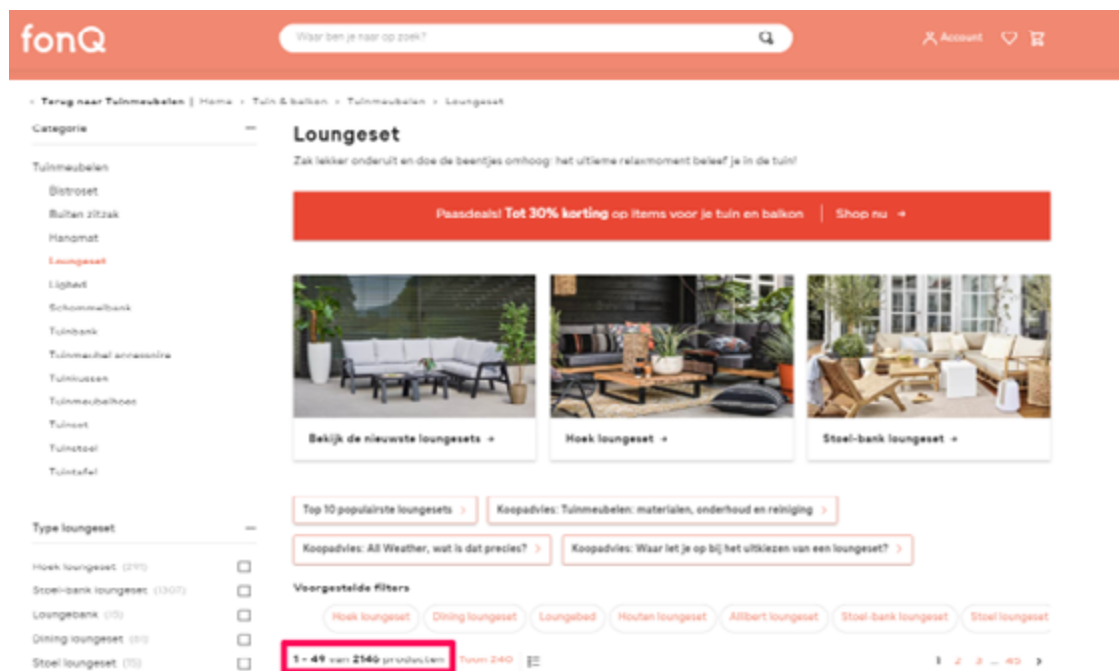 fonQ
Waar ben je naar op zoek?
Account
‹ Terug naar Tuinmeubelen | Home › Tuin & balkon › Tuinmeubelen › Loungeset
Categorie
Tuinmeubelen
Bistroset
Buiten zitzak
Hangmat
Loungeset
Ligbed
Schommelbank
Tuinbank
Tuinmeubel accessoire
Tuinkussen
Tuinmeubelhoes
Tuinset
Tuinstoel
Tuintafel
Type loungeset
Hoek loungeset (291)
Stoel-bank loungeset (1307)
Loungebank (15)
Dining loungeset
Stoel loungeset (15)
Loungeset
Zak lekker onderuit en doe de beentjes omhoog: het ultieme relaxmoment beleef je in de tuin!
Paasdeals! Tot 30% korting op items voor je tuin en balkon | Shop nu →
Bekijk de nieuwste loungesets →
Hoek loungeset →
Stoel-bank loungeset →
Top 10 populairste loungesets ›
Koopadvies: Tuinmeubelen: materialen, onderhoud en reiniging ›
Koopadvies: All Weather, wat is dat precies? ›
Koopadvies: Waar let je op bij het uitkiezen van een loungeset? ›
Voorgestelde filters
Hoek loungeset Dining loungeset Loungebed Houten loungeset Allibert loungeset Stoel-bank loungeset Stoel loungeset
1 - 49 van 2146 producten Toon 240 1 2 3 … 45 ›